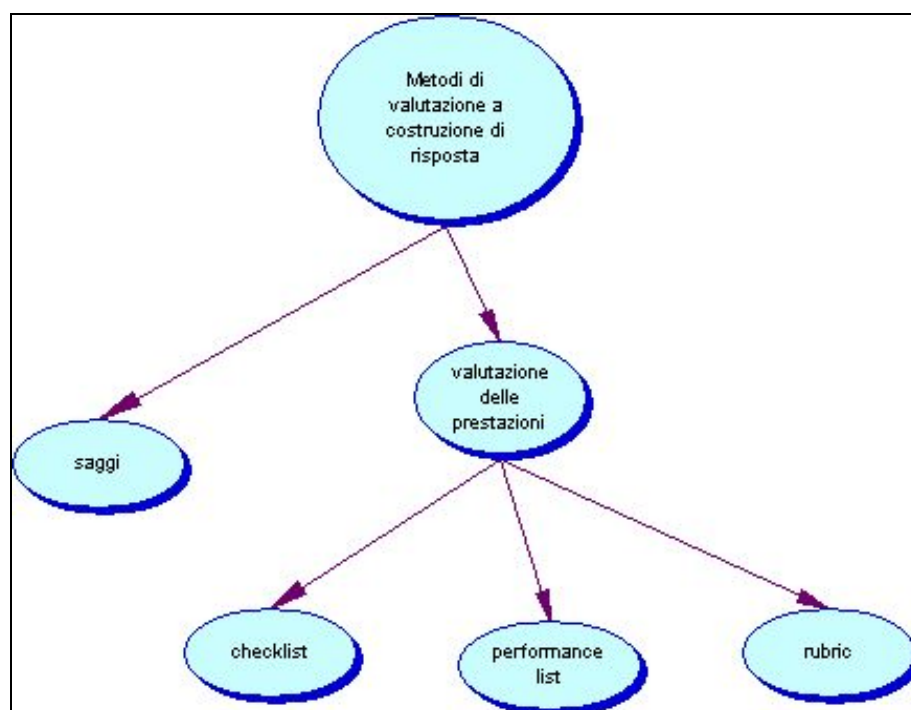 Metodi di
valutazione a
costruzione di
risposta
valutazione
delle
prestazioni
saggi
checklist
performance
list
rubric